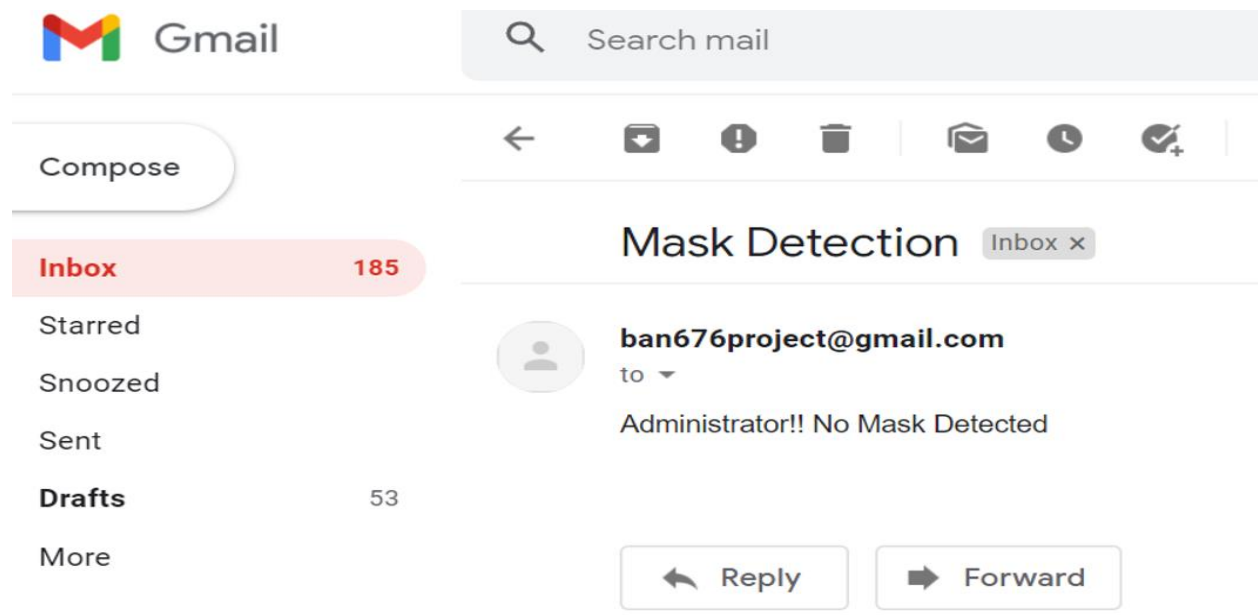 Gmail
Search mail
Compose
Inbox 185
Starred
Snoozed
Sent
Drafts 53
More
Mask Detection Inbox x
ban676project@gmail.com
to
Administrator!! No Mask Detected
Reply
Forward